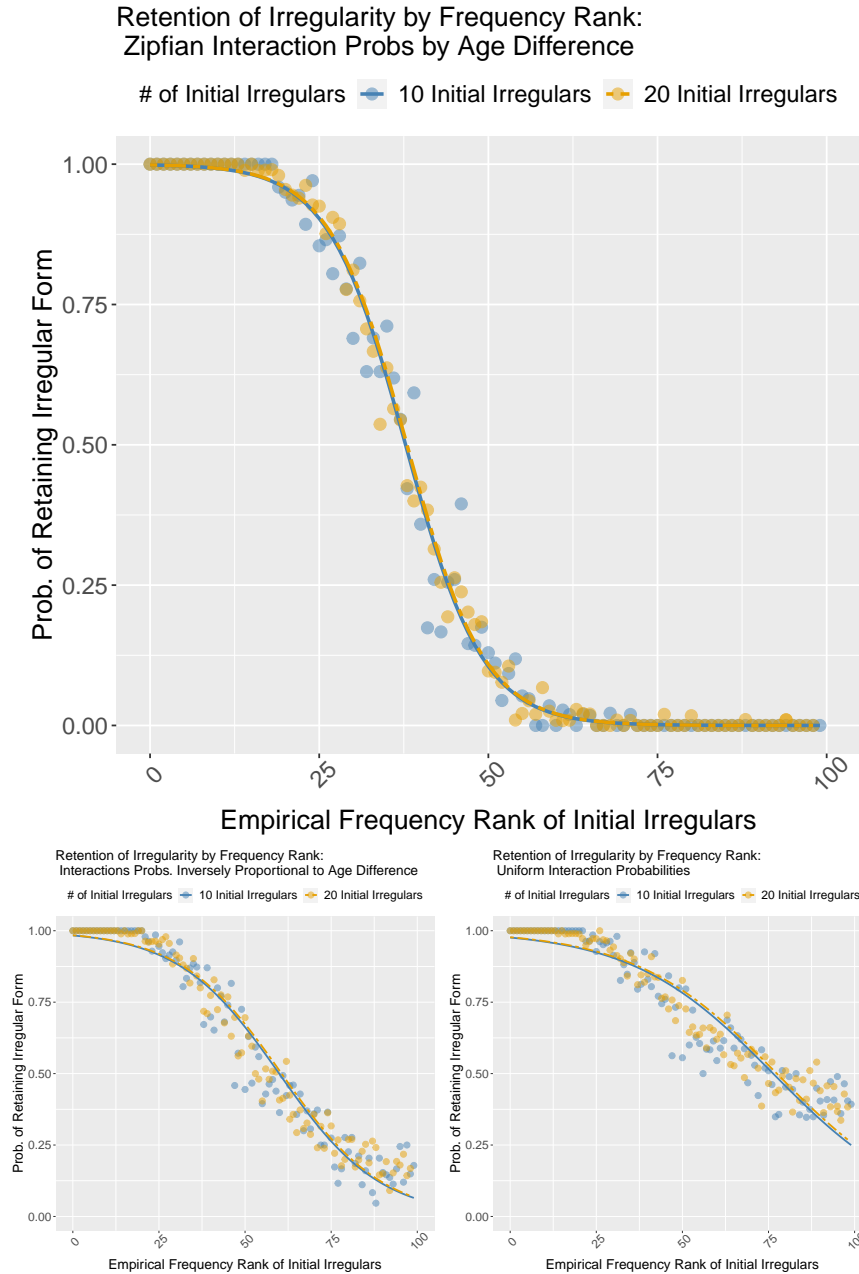 Retention of Irregularity by Frequency Rank:
Zipfian Interaction Probs by Age Difference
# of Initial Irregulars 10 Initial Irregulars 20 Initial Irregulars
1.00
0.75
0.50
0.25
0.00
Prob. of Retaining Irregular Form
0 25 50 75 100
Empirical Frequency Rank of Initial Irregulars
Retention of Irregularity by Frequency Rank:
Interactions Probs. Inversely Proportional to Age Difference
# of Initial Irregulars 10 Initial Irregulars 20 Initial Irregulars
1.00
0.75
0.50
0.25
0.00
Prob. of Retaining Irregular Form
0 25 50 75 100
Empirical Frequency Rank of Initial Irregulars
Retention of Irregularity by Frequency Rank:
Uniform Interaction Probabilities
# of Initial Irregulars 10 Initial Irregulars 20 Initial Irregulars
1.00
0.75
0.50
0.25
0.00
Prob. of Retaining Irregular Form
0 25 50 75 100
Empirical Frequency Rank of Initial Irregulars